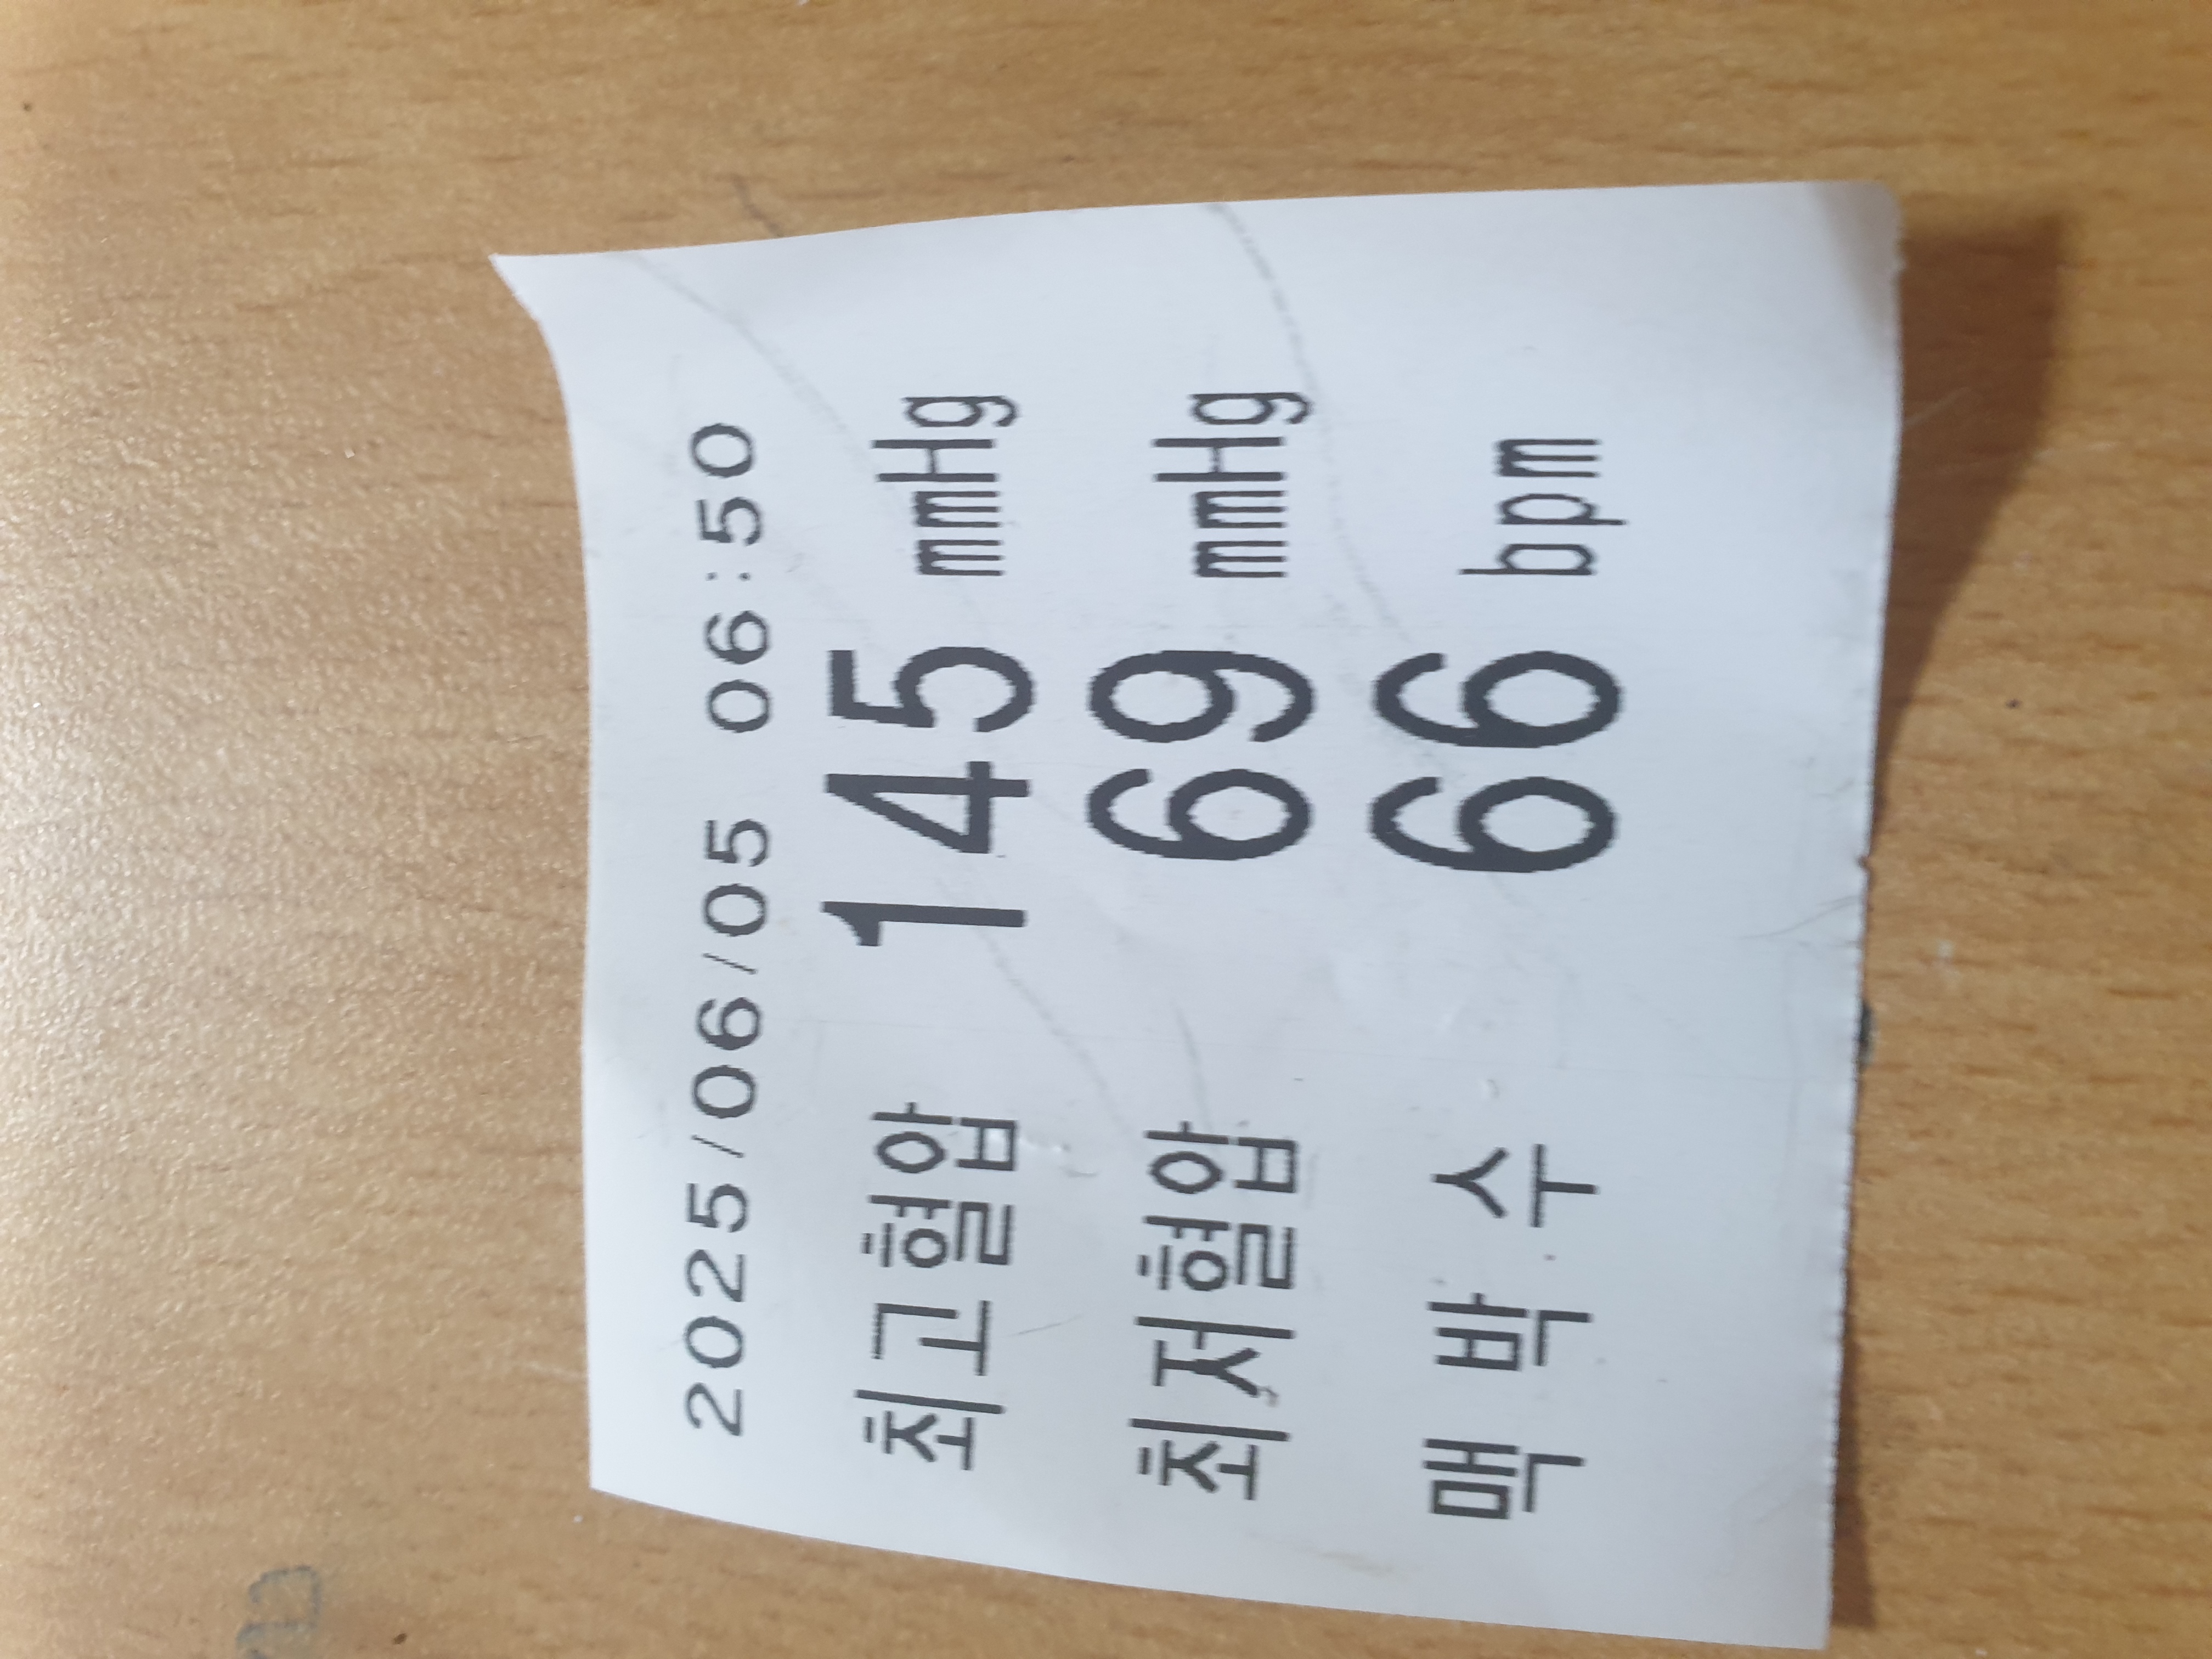 2025/06/05 06:50
최고혈압 145 mmHg
최저혈압 69 mmHg
맥 박 수 66 bpm